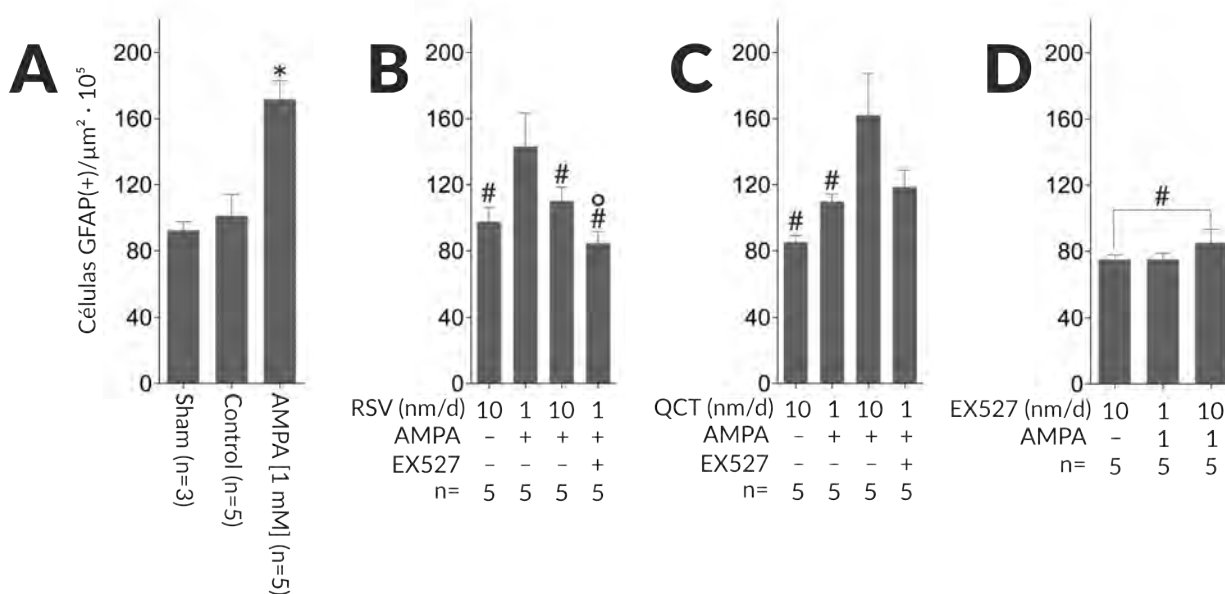 A
Células GFAP(+)/μm² · 10⁵
200
160
120
80
40
0
*
Sham (n=3)
Control (n=5)
AMPA [1 mM] (n=5)
B
200
160
120
80
40
0
#
#
°
#
RSV (nm/d) 10 1 10 1
AMPA – + + +
EX527 – – – +
n= 5 5 5 5
C
200
160
120
80
40
0
#
#
QCT (nm/d) 10 1 10 1
AMPA – + + +
EX527 – – – +
n= 5 5 5 5
D
200
160
120
80
40
0
#
EX527 (nm/d) 10 1 10
AMPA – 1 1
n= 5 5 5